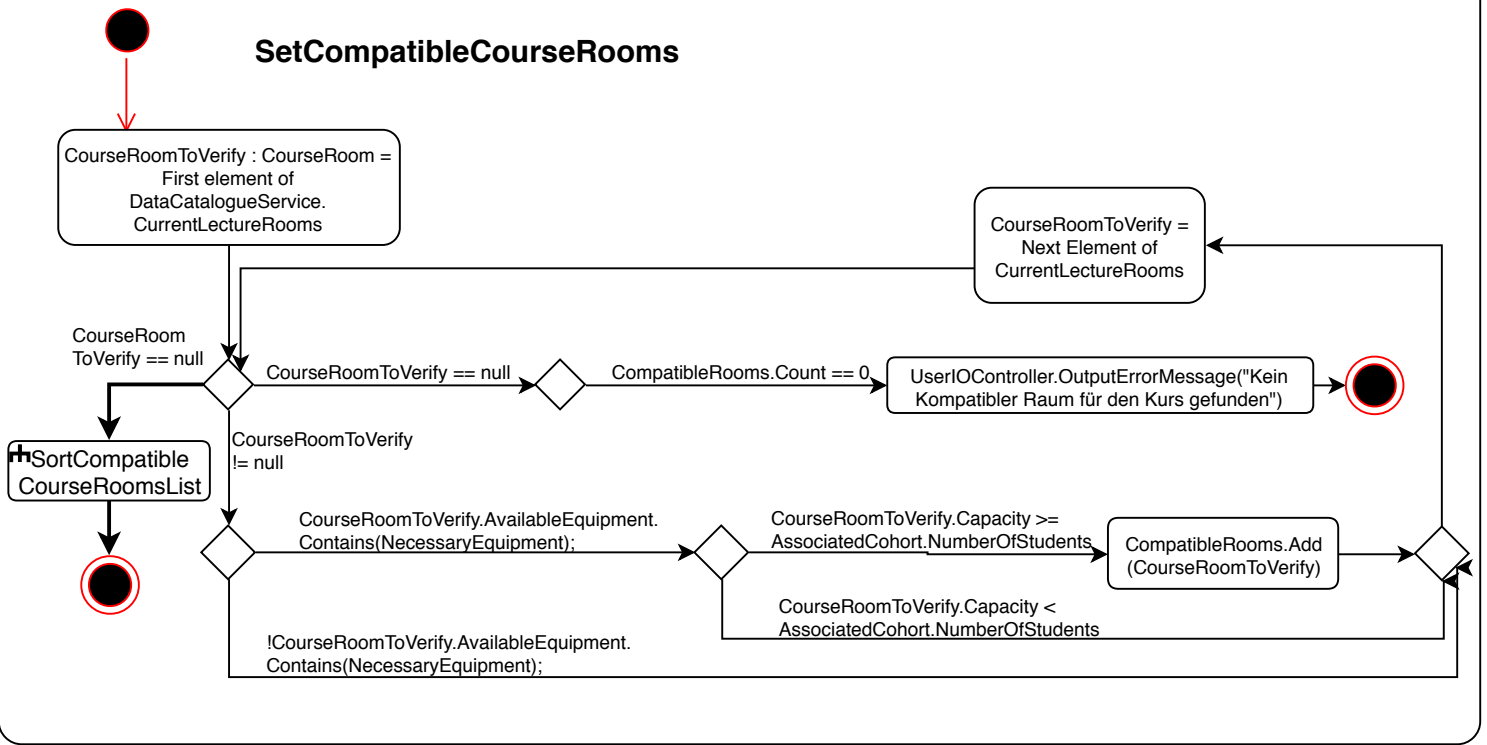 SetCompatibleCourseRooms
CourseRoomToVerify : CourseRoom =
First element of
DataCatalogueService.
CurrentLectureRooms
CourseRoomToVerify =
Next Element of
CurrentLectureRooms
CourseRoom
ToVerify == null
CourseRoomToVerify == null
CompatibleRooms.Count == 0
UserIOController.OutputErrorMessage("Kein
Kompatibler Raum für den Kurs gefunden")
CourseRoomToVerify
!= null
SortCompatible
CourseRoomsList
CourseRoomToVerify.AvailableEquipment.
Contains(NecessaryEquipment);
CourseRoomToVerify.Capacity >=
AssociatedCohort.NumberOfStudents
CompatibleRooms.Add
(CourseRoomToVerify)
CourseRoomToVerify.Capacity <
AssociatedCohort.NumberOfStudents
!CourseRoomToVerify.AvailableEquipment.
Contains(NecessaryEquipment);